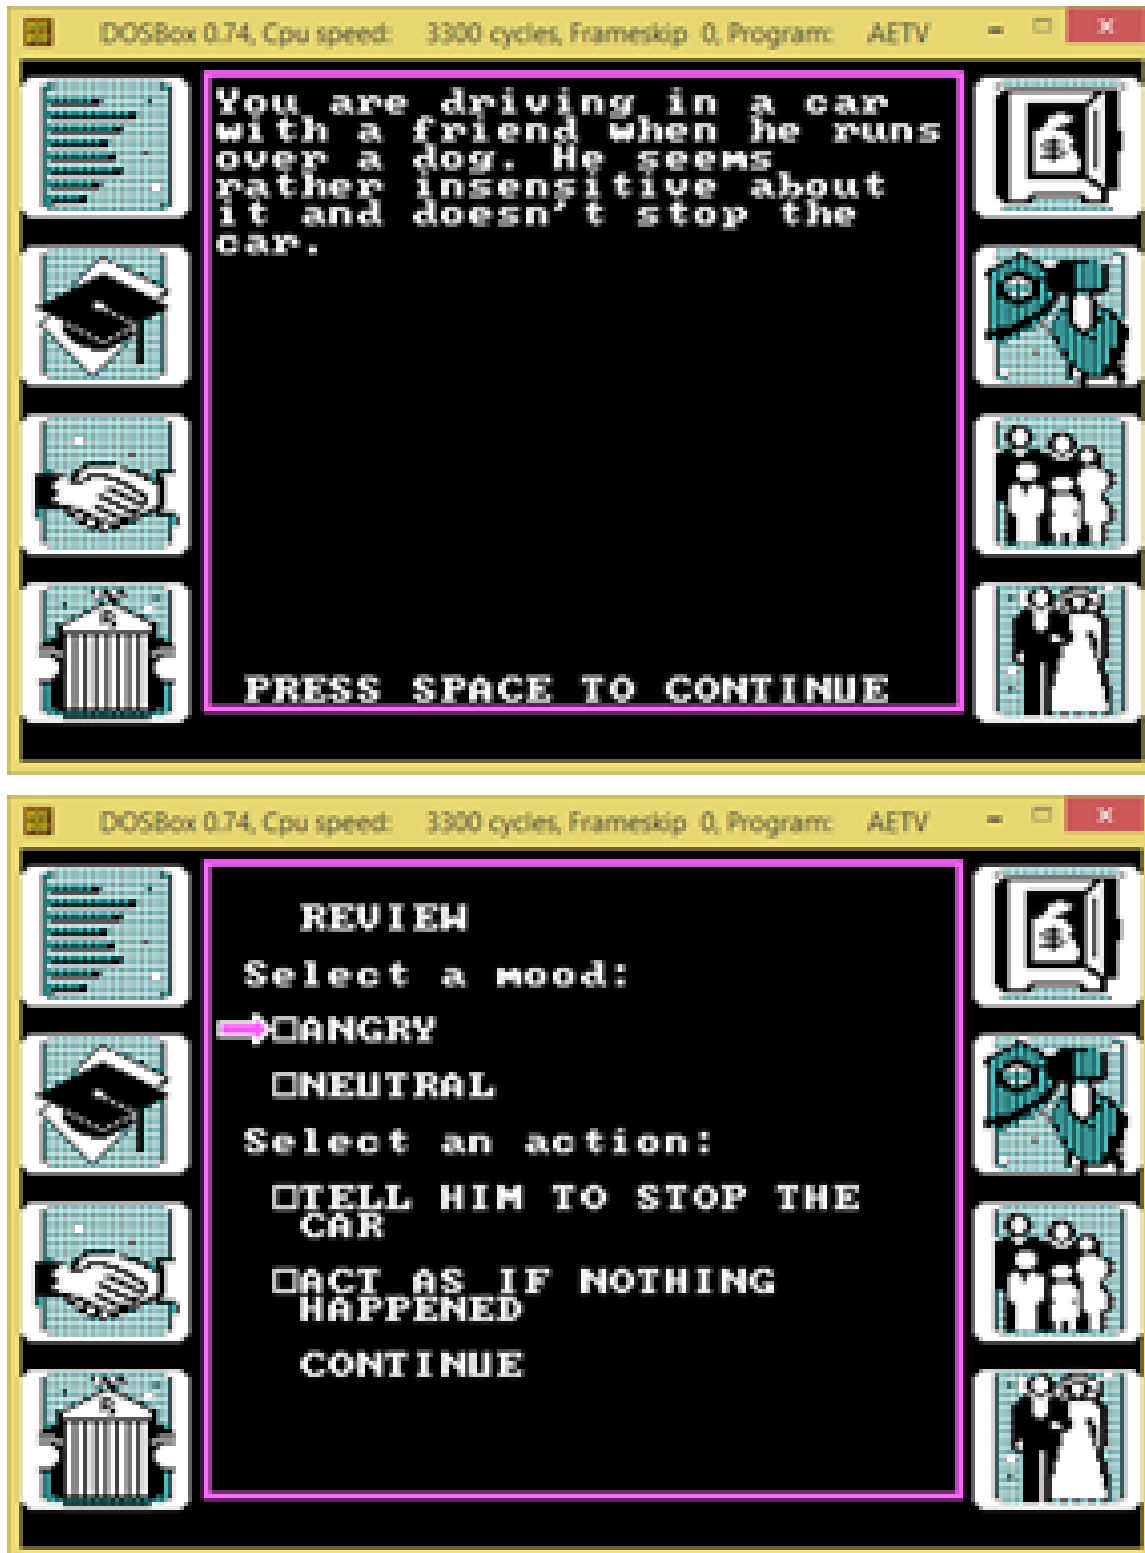 DOSBox 0.74, Cpu speed: 3300 cycles, Frameskip 0, Program: AETV
You are driving in a car
with a friend when he runs
over a dog. He seems
rather insensitive about
it and doesn't stop the
car.
PRESS SPACE TO CONTINUE
DOSBox 0.74, Cpu speed: 3300 cycles, Frameskip 0, Program: AETV
REVIEW
Select a mood:
ANGRY
NEUTRAL
Select an action:
TELL HIM TO STOP THE
CAR
ACT AS IF NOTHING
HAPPENED
CONTINUE